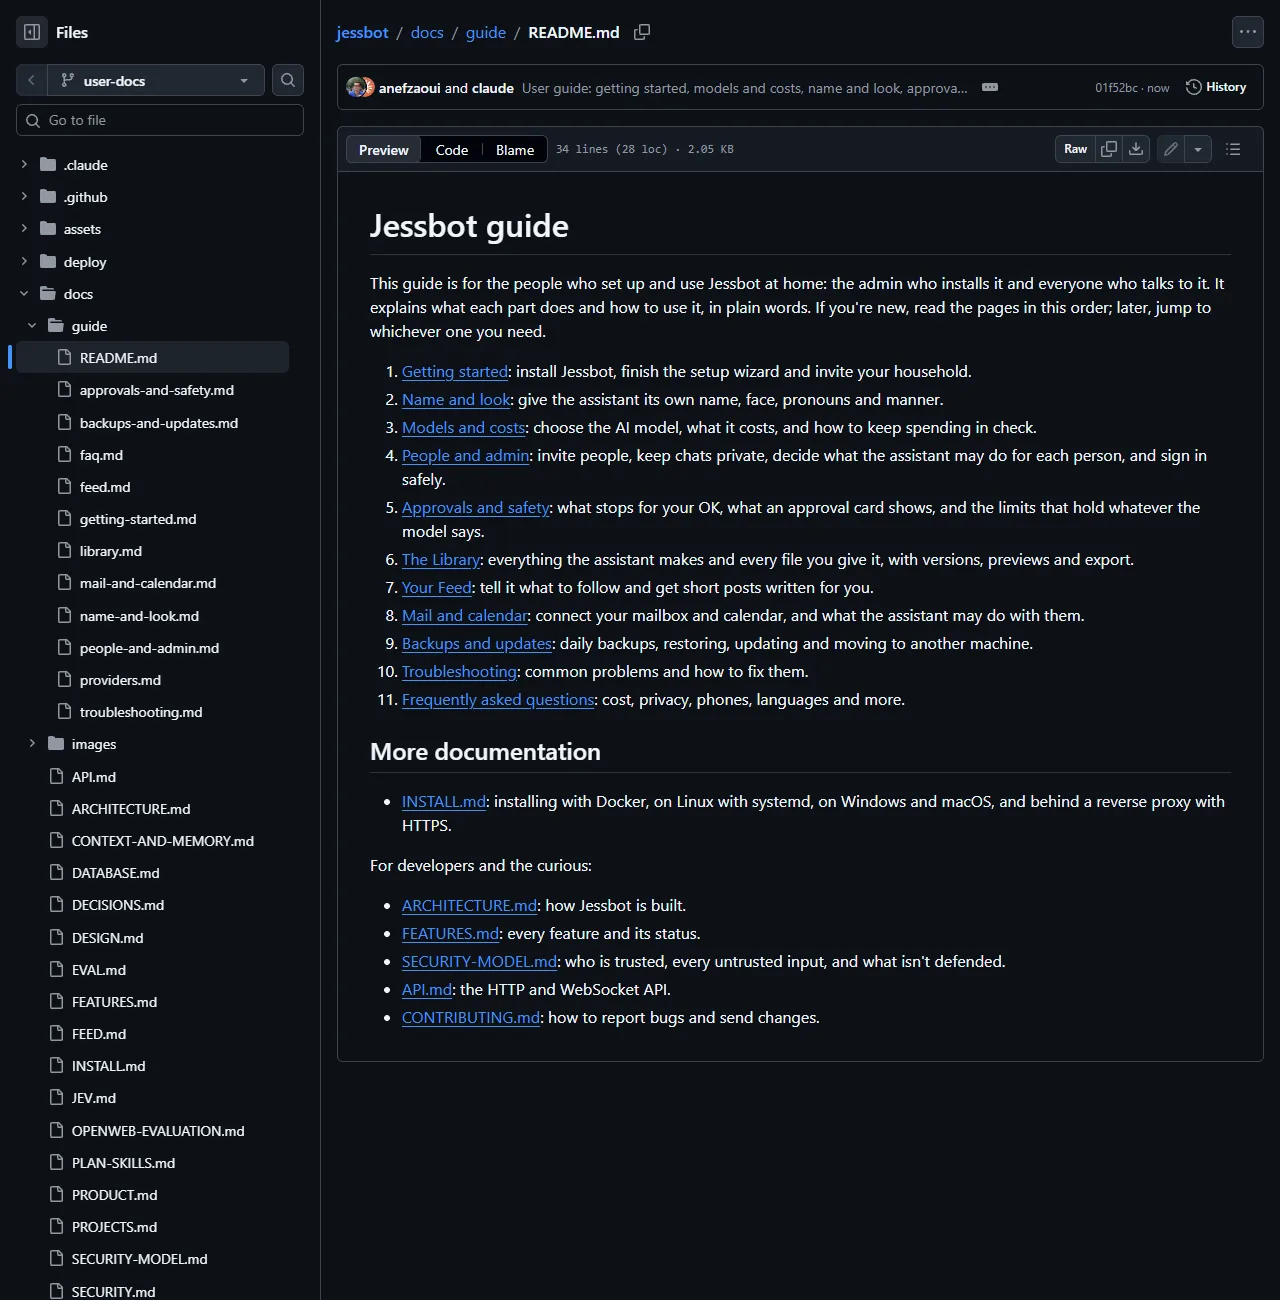 Files
user-docs
Go to file
.claude
.github
assets
deploy
docs
guide
README.md
approvals-and-safety.md
backups-and-updates.md
faq.md
feed.md
getting-started.md
library.md
mail-and-calendar.md
name-and-look.md
people-and-admin.md
providers.md
troubleshooting.md
images
API.md
ARCHITECTURE.md
CONTEXT-AND-MEMORY.md
DATABASE.md
DECISIONS.md
DESIGN.md
EVAL.md
FEATURES.md
FEED.md
INSTALL.md
JEV.md
OPENWEB-EVALUATION.md
PLAN-SKILLS.md
PRODUCT.md
PROJECTS.md
SECURITY-MODEL.md
SECURITY.md
jessbot / docs / guide / README.md
anefzaoui and claude User guide: getting started, models and costs, name and look, approva... 01f52bc · now History
Preview Code Blame 34 lines (28 loc) · 2.05 KB Raw
Jessbot guide
This guide is for the people who set up and use Jessbot at home: the admin who installs it and everyone who talks to it. It
explains what each part does and how to use it, in plain words. If you're new, read the pages in this order; later, jump to
whichever one you need.
1. Getting started: install Jessbot, finish the setup wizard and invite your household.
2. Name and look: give the assistant its own name, face, pronouns and manner.
3. Models and costs: choose the AI model, what it costs, and how to keep spending in check.
4. People and admin: invite people, keep chats private, decide what the assistant may do for each person, and sign in
safely.
5. Approvals and safety: what stops for your OK, what an approval card shows, and the limits that hold whatever the
model says.
6. The Library: everything the assistant makes and every file you give it, with versions, previews and export.
7. Your Feed: tell it what to follow and get short posts written for you.
8. Mail and calendar: connect your mailbox and calendar, and what the assistant may do with them.
9. Backups and updates: daily backups, restoring, updating and moving to another machine.
10. Troubleshooting: common problems and how to fix them.
11. Frequently asked questions: cost, privacy, phones, languages and more.
More documentation
• INSTALL.md: installing with Docker, on Linux with systemd, on Windows and macOS, and behind a reverse proxy with
HTTPS.
For developers and the curious:
• ARCHITECTURE.md: how Jessbot is built.
• FEATURES.md: every feature and its status.
• SECURITY-MODEL.md: who is trusted, every untrusted input, and what isn't defended.
• API.md: the HTTP and WebSocket API.
• CONTRIBUTING.md: how to report bugs and send changes.